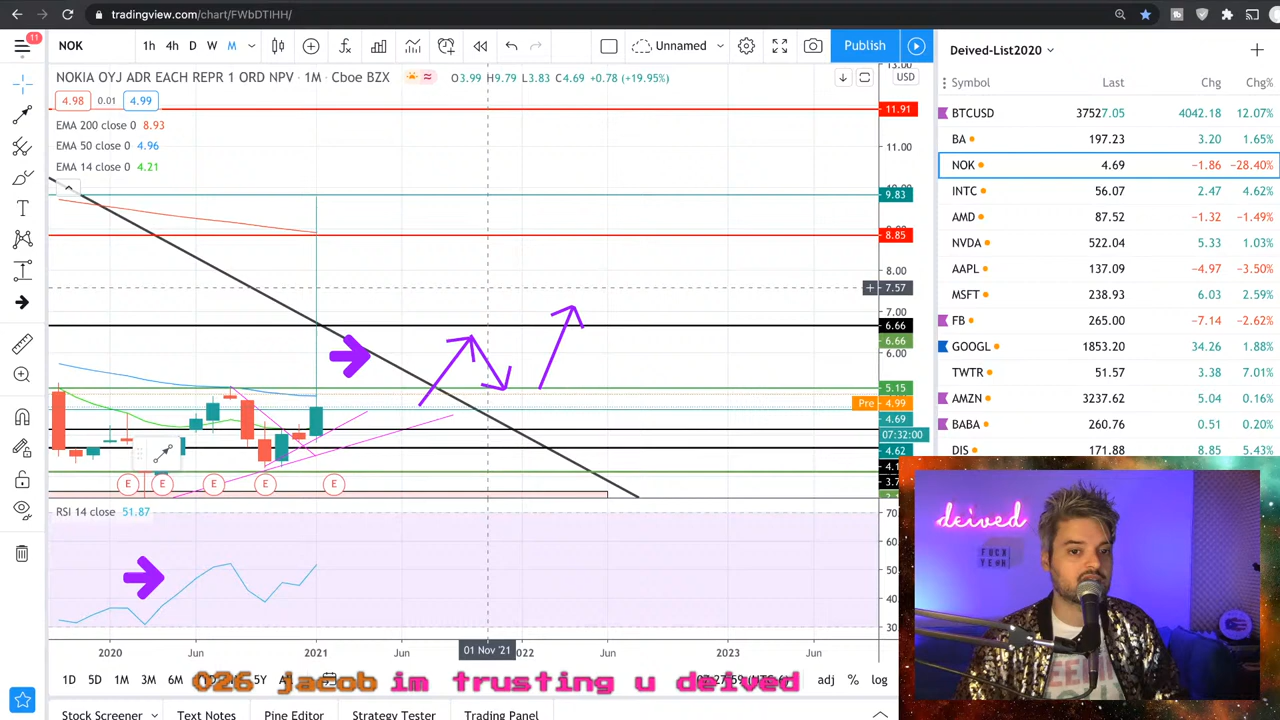 tradingview.com/chart/FWbDTIHH/
11
NOK
1h 4h D W M
Unnamed
Publish
Deived-List2020
NOKIA OYJ ADR EACH REPR 1 ORD NPV · 1M · Cboe BZX
O3.99 H9.79 L3.83 C4.69 +0.78 (+19.95%)
4.98 0.01 4.99
EMA 200 close 0 8.93
EMA 50 close 0 4.96
EMA 14 close 0 4.21
USD
13.00
11.91
11.00
10.00
9.83
8.85
8.00
7.57
7.00
6.66
6.66
6.00
5.15
Pre 4.99
4.69
07:32:00
4.62
E E E E E
RSI 14 close 51.87
70
60
50
40
30
2020 Jun 2021 Jun 01 Nov '21 022 Jun 2023 Jun
Symbol Last Chg Chg%
BTCUSD 37527.05 4042.18 12.07%
BA 197.23 3.20 1.65%
NOK 4.69 −1.86 −28.40%
INTC 56.07 2.47 4.62%
AMD 87.52 −1.32 −1.49%
NVDA 522.04 5.33 1.03%
AAPL 137.09 −4.97 −3.50%
MSFT 238.93 6.03 2.59%
FB 265.00 −7.14 −2.62%
GOOGL 1853.20 34.26 1.88%
TWTR 51.57 3.38 7.01%
AMZN 3237.62 5.04 0.16%
BABA 260.76 0.51 0.20%
DIS 171.88 8.85 5.43%
deived
FUCK
YEAH
1D 5D 1M 3M 6M 5Y
adj % log
026 jacob im trusting u deived
Stock Screener Text Notes Pine Editor Strategy Tester Trading Panel